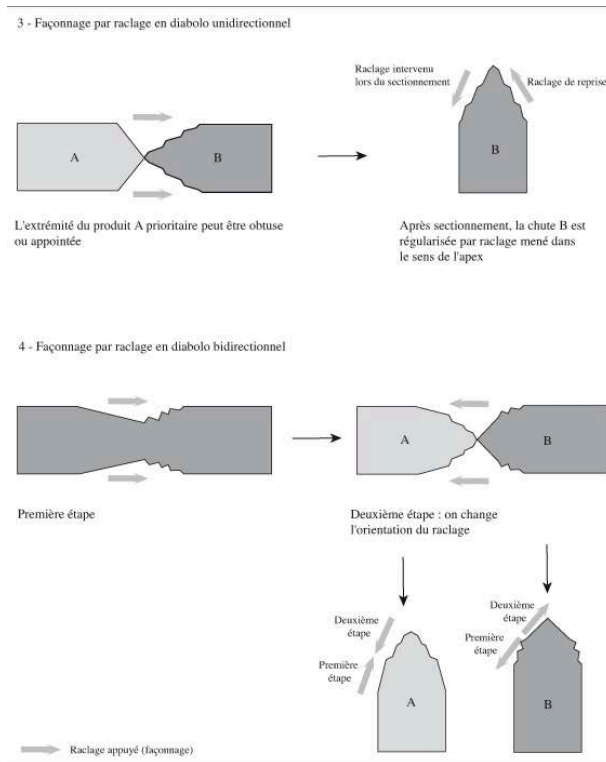 3 - Façonnage par raclage en diabolo unidirectionnel
Raclage intervenu
lors du sectionnement
Raclage de reprise
A
B
B
L'extrémité du produit A prioritaire peut être obtuse
ou appointée
Après sectionnement, la chute B est
régularisée par raclage mené dans
le sens de l'apex
4 - Façonnage par raclage en diabolo bidirectionnel
A
B
Première étape
Deuxième étape : on change
l'orientation du raclage
Deuxième
étape
Première
étape
A
Deuxième
étape
Première
étape
B
Raclage appuyé (façonnage)